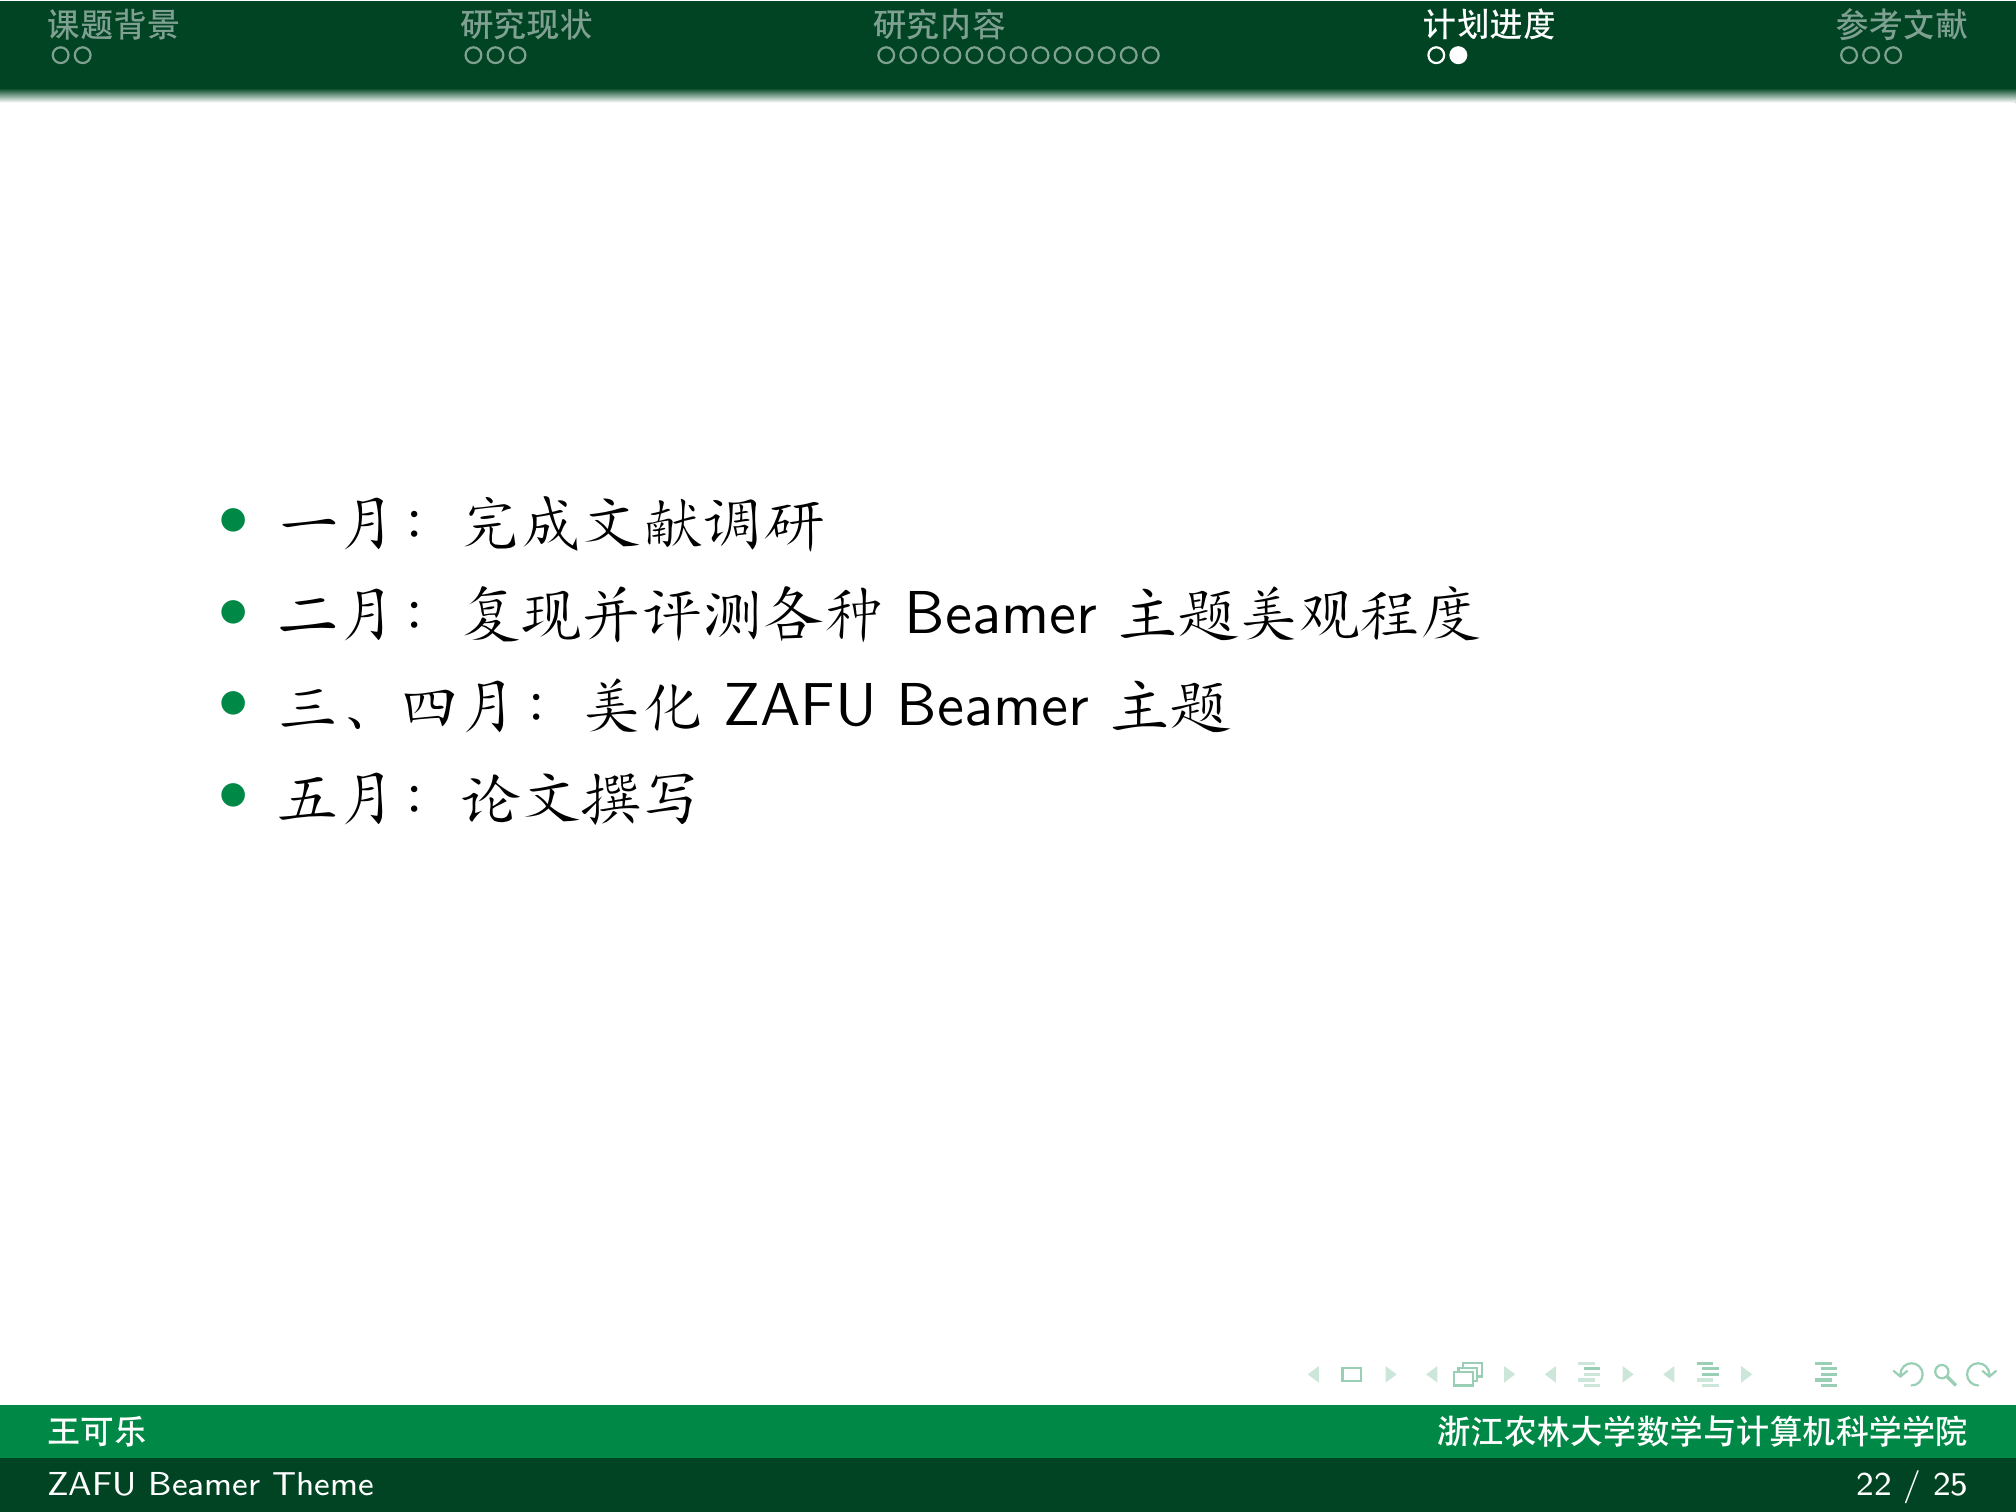 课题背景 研究现状 研究内容 计划进度 参考文献
一月：完成文献调研
二月：复现并评测各种 Beamer 主题美观程度
三、四月：美化 ZAFU Beamer 主题
五月：论文撰写
王可乐 浙江农林大学数学与计算机科学学院
ZAFU Beamer Theme 22 / 25